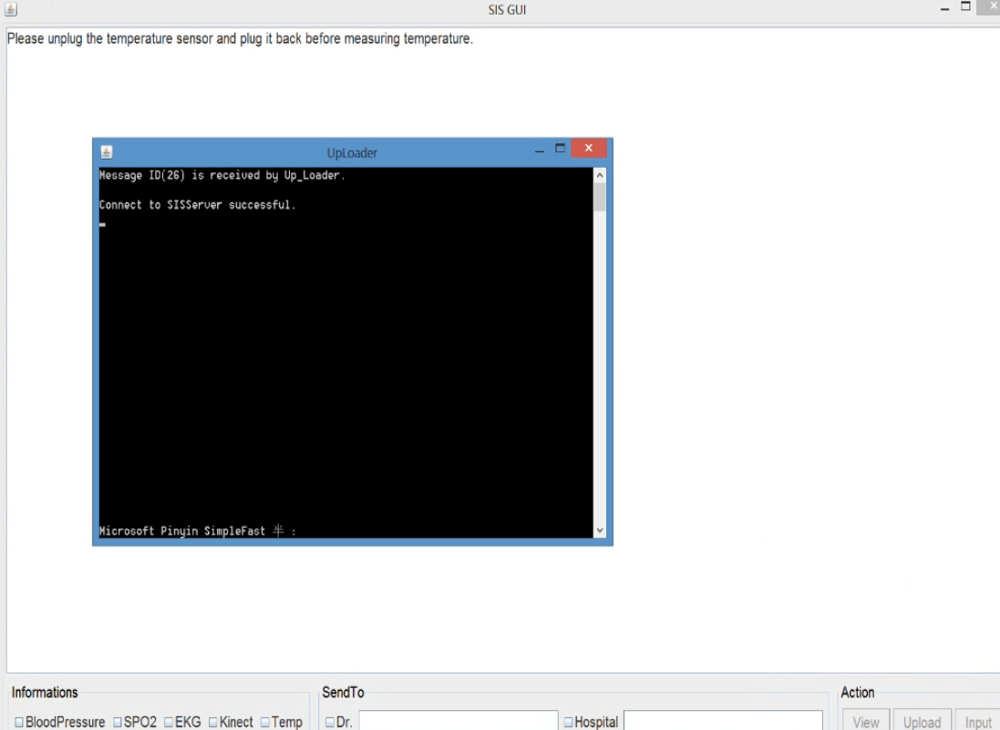 SIS GUI
Please unplug the temperature sensor and plug it back before measuring temperature.
UpLoader
Message ID(26) is received by Up_Loader.
Connect to SISServer successful.
Microsoft Pinyin SimpleFast 半 :
Informations SendTo Action
BloodPressure SPO2 EKG Kinect Temp Dr. Hospital View Upload Input